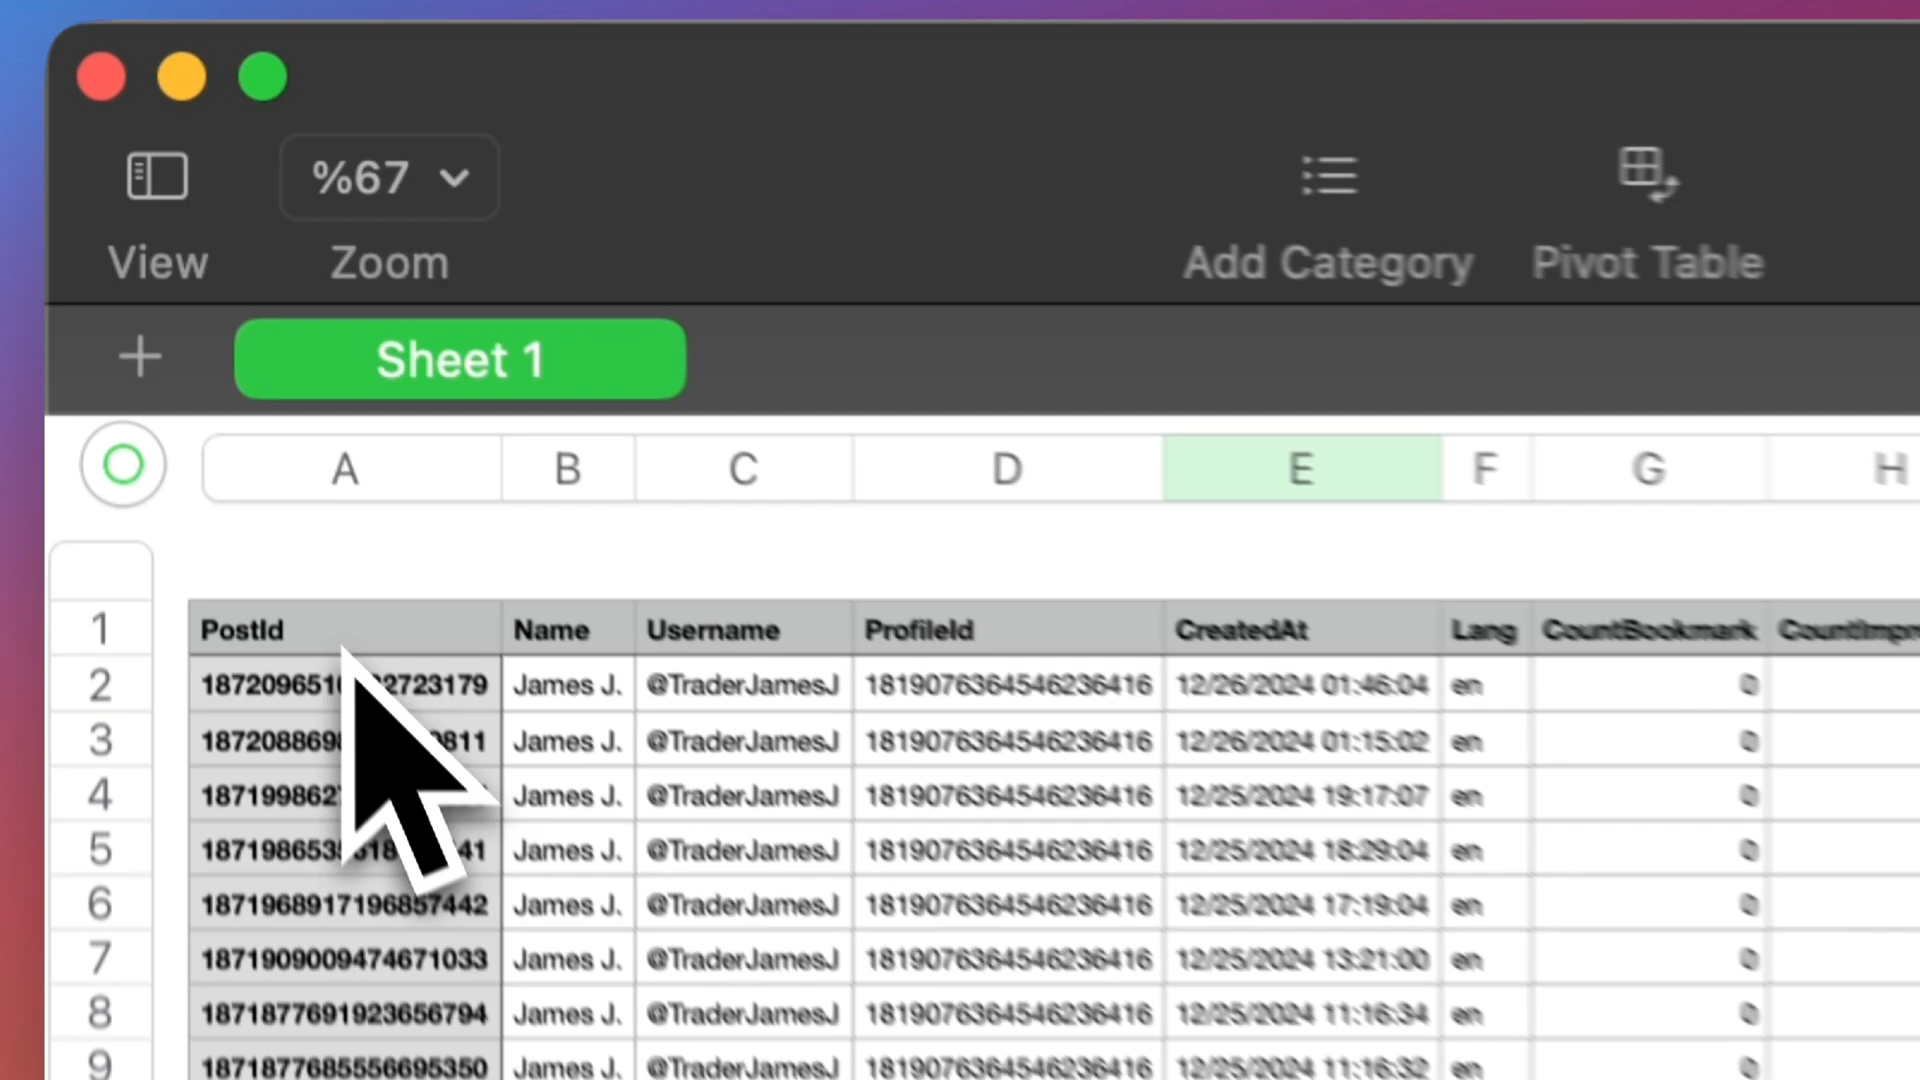 %67
View Zoom Add Category Pivot Table
Sheet 1
A B C D E F G H
1 PostId Name Username ProfileId CreatedAt Lang CountBookmark
2 James J. @TraderJamesJ 1819076364546236416 12/26/2024 01:46:04 en 0
3 James J. @TraderJamesJ 1819076364546236416 12/26/2024 01:15:02 en 0
4 James J. @TraderJamesJ 1819076364546236416 12/25/2024 19:17:07 en 0
5 James J. @TraderJamesJ 1819076364546236416 12/25/2024 18:29:04 en 0
6 1871968917196857442 James J. @TraderJamesJ 1819076364546236416 12/25/2024 17:19:04 en 0
7 1871909009474671033 James J. @TraderJamesJ 1819076364546236416 12/25/2024 13:21:00 en 0
8 1871877691923656794 James J. @TraderJamesJ 1819076364546236416 12/25/2024 11:16:34 en 0
9 1871877685556695350 James J. @TraderJamesJ 1819076364546236416 12/25/2024 11:16:32 en 0